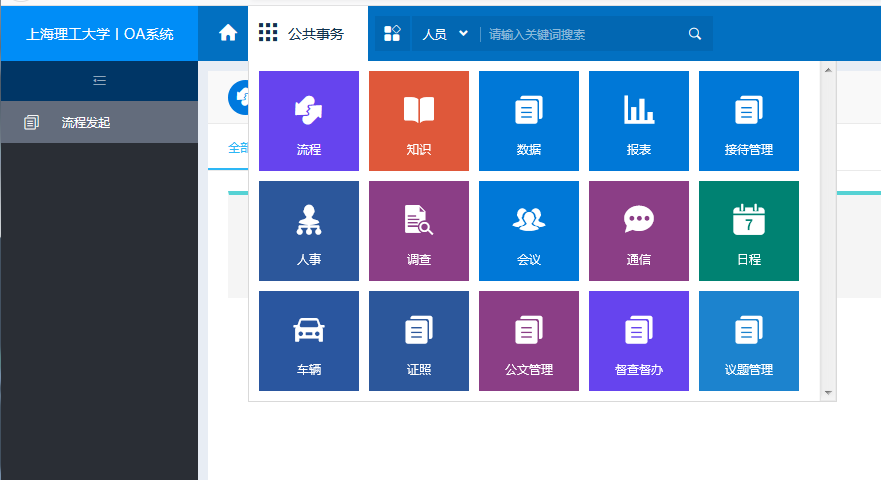 上海理工大学 | OA系统
公共事务
人员
请输入关键词搜索
流程发起
全部
流程
知识
数据
报表
接待管理
人事
调查
会议
通信
7
日程
车辆
证照
公文管理
督查督办
议题管理